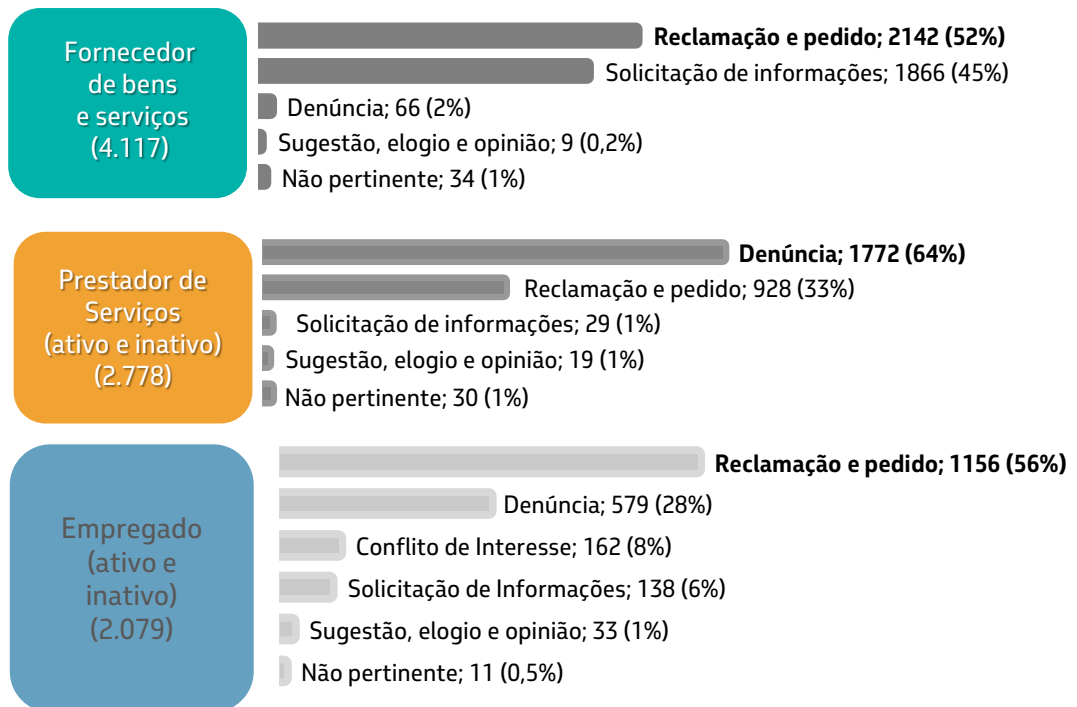 Fornecedor
de bens
e serviços
(4.117)
Reclamação e pedido; 2142 (52%)
Solicitação de informações; 1866 (45%)
Denúncia; 66 (2%)
Sugestão, elogio e opinião; 9 (0,2%)
Não pertinente; 34 (1%)
Prestador de
Serviços
(ativo e inativo)
(2.778)
Denúncia; 1772 (64%)
Reclamação e pedido; 928 (33%)
Solicitação de informações; 29 (1%)
Sugestão, elogio e opinião; 19 (1%)
Não pertinente; 30 (1%)
Empregado
(ativo e
inativo)
(2.079)
Reclamação e pedido; 1156 (56%)
Denúncia; 579 (28%)
Conflito de Interesse; 162 (8%)
Solicitação de Informações; 138 (6%)
Sugestão, elogio e opinião; 33 (1%)
Não pertinente; 11 (0,5%)